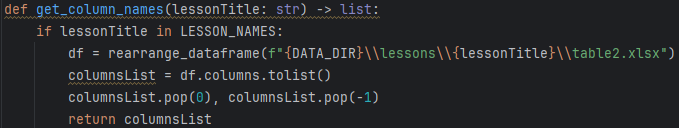 def get_column_names(lessonTitle: str) -> list:
    if lessonTitle in LESSON_NAMES:
        df = rearrange_dataframe(f"{DATA_DIR}\\lessons\\{lessonTitle}\\table2.xlsx")
        columnsList = df.columns.tolist()
        columnsList.pop(0), columnsList.pop(-1)
        return columnsList